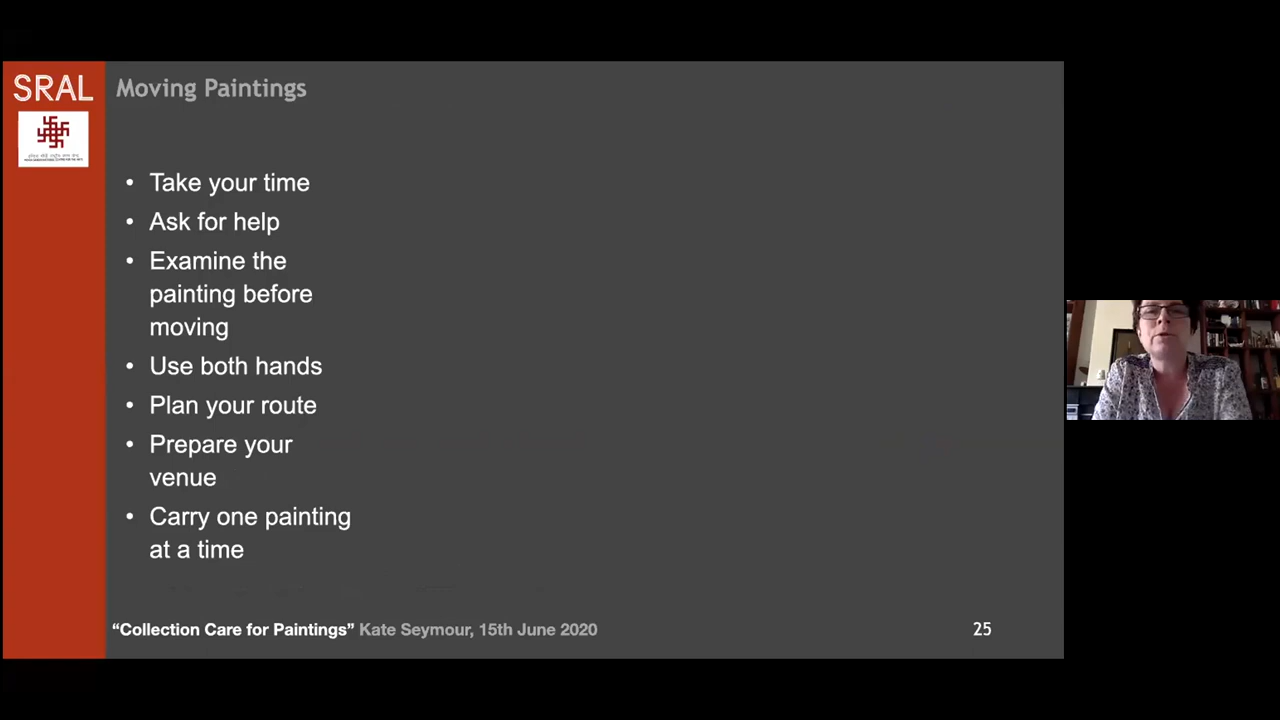 SRAL
Moving Paintings
• Take your time
• Ask for help
• Examine the
painting before
moving
• Use both hands
• Plan your route
• Prepare your
venue
• Carry one painting
at a time
“Collection Care for Paintings” Kate Seymour, 15th June 2020
25